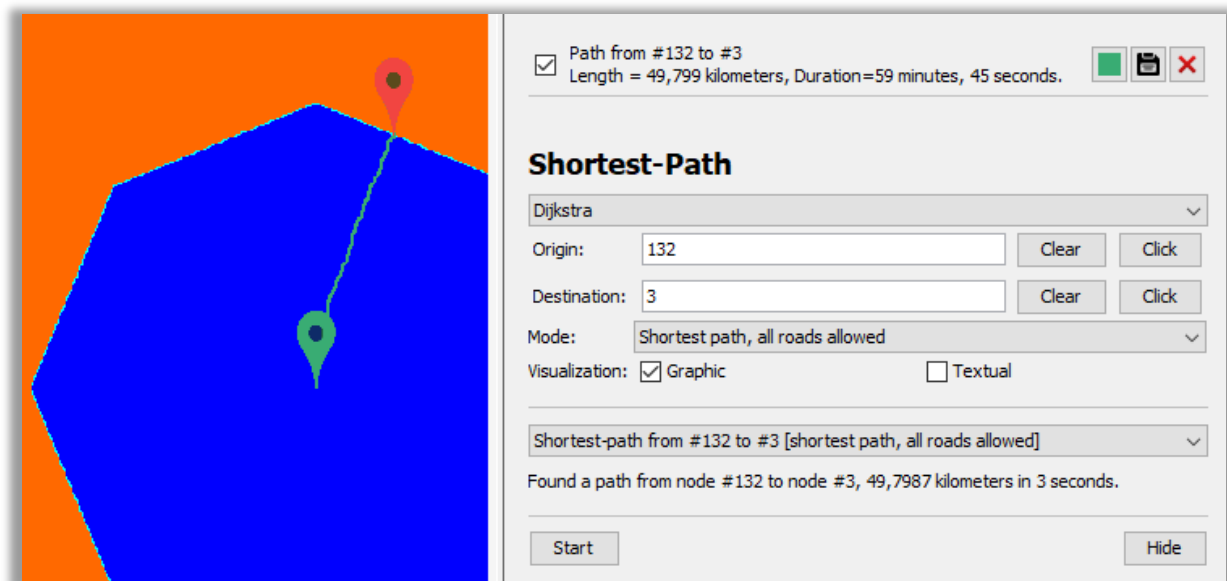 Path from #132 to #3
Length = 49,799 kilometers, Duration=59 minutes, 45 seconds.
Shortest-Path
Dijkstra
Origin: 132 Clear Click
Destination: 3 Clear Click
Mode: Shortest path, all roads allowed
Visualization: Graphic Textual
Shortest-path from #132 to #3 [shortest path, all roads allowed]
Found a path from node #132 to node #3, 49,7987 kilometers in 3 seconds.
Start Hide